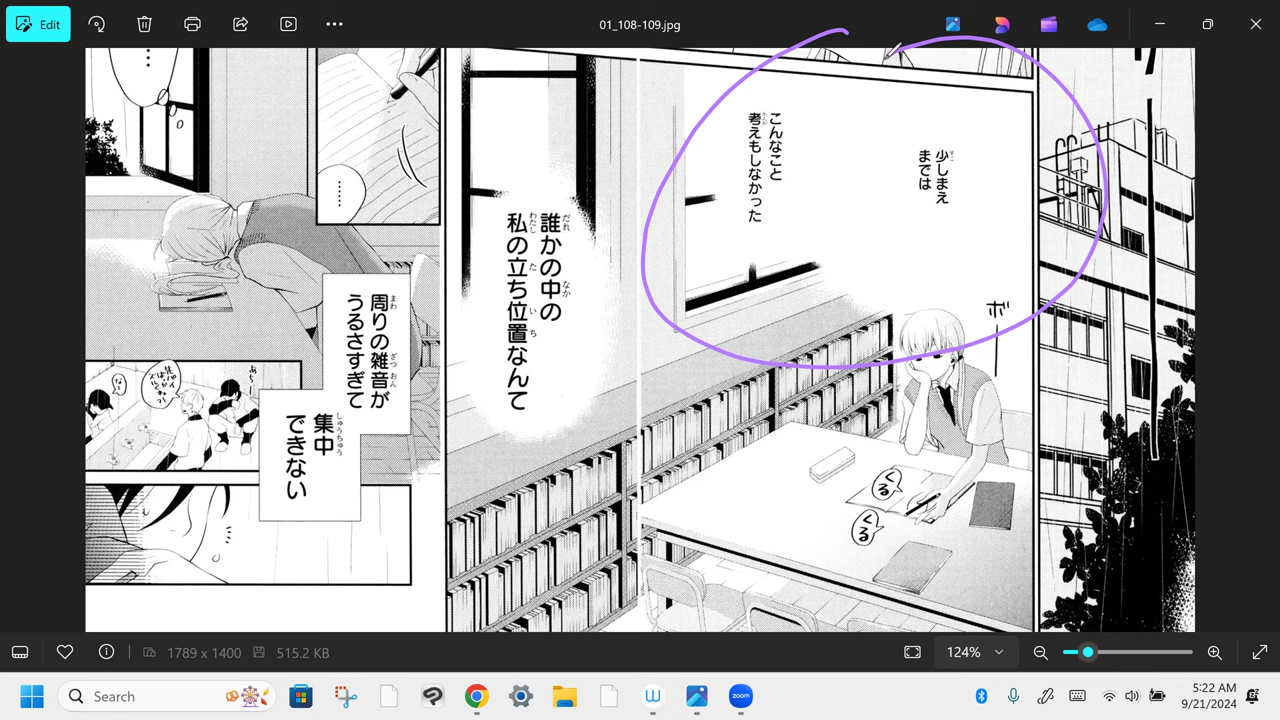 Edit
01_108-109.jpg
少しまえ
までは
こんなこと
考えもしなかった
ボー
くる
くる
誰かの中の
私の立ち位置なんて
……
…
周りの雑音が
うるさすぎて
集中
できない
1789 x 1400
515.2 KB
124%
Search
W
zoom
5:22 AM
9/21/2024